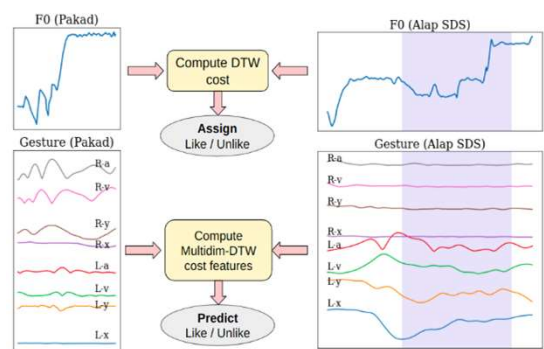 F0 (Pakad)
F0 (Alap SDS)
Compute DTW
cost
Assign
Like / Unlike
Gesture (Pakad)
R-a
R-v
R-y
R-x
L-a
L-v
L-y
L-x
Gesture (Alap SDS)
R-a
R-v
R-y
R-x
L-a
L-v
L-y
L-x
Compute
Multidim-DTW
cost features
Predict
Like / Unlike